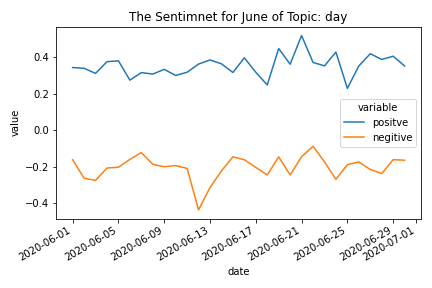 The Sentimnet for June of Topic: day
value
0.4
0.2
0.0
−0.2
−0.4
variable
positve
negitive
2020-06-01
2020-06-05
2020-06-09
2020-06-13
2020-06-17
2020-06-21
2020-06-25
2020-06-29
2020-07-01
date